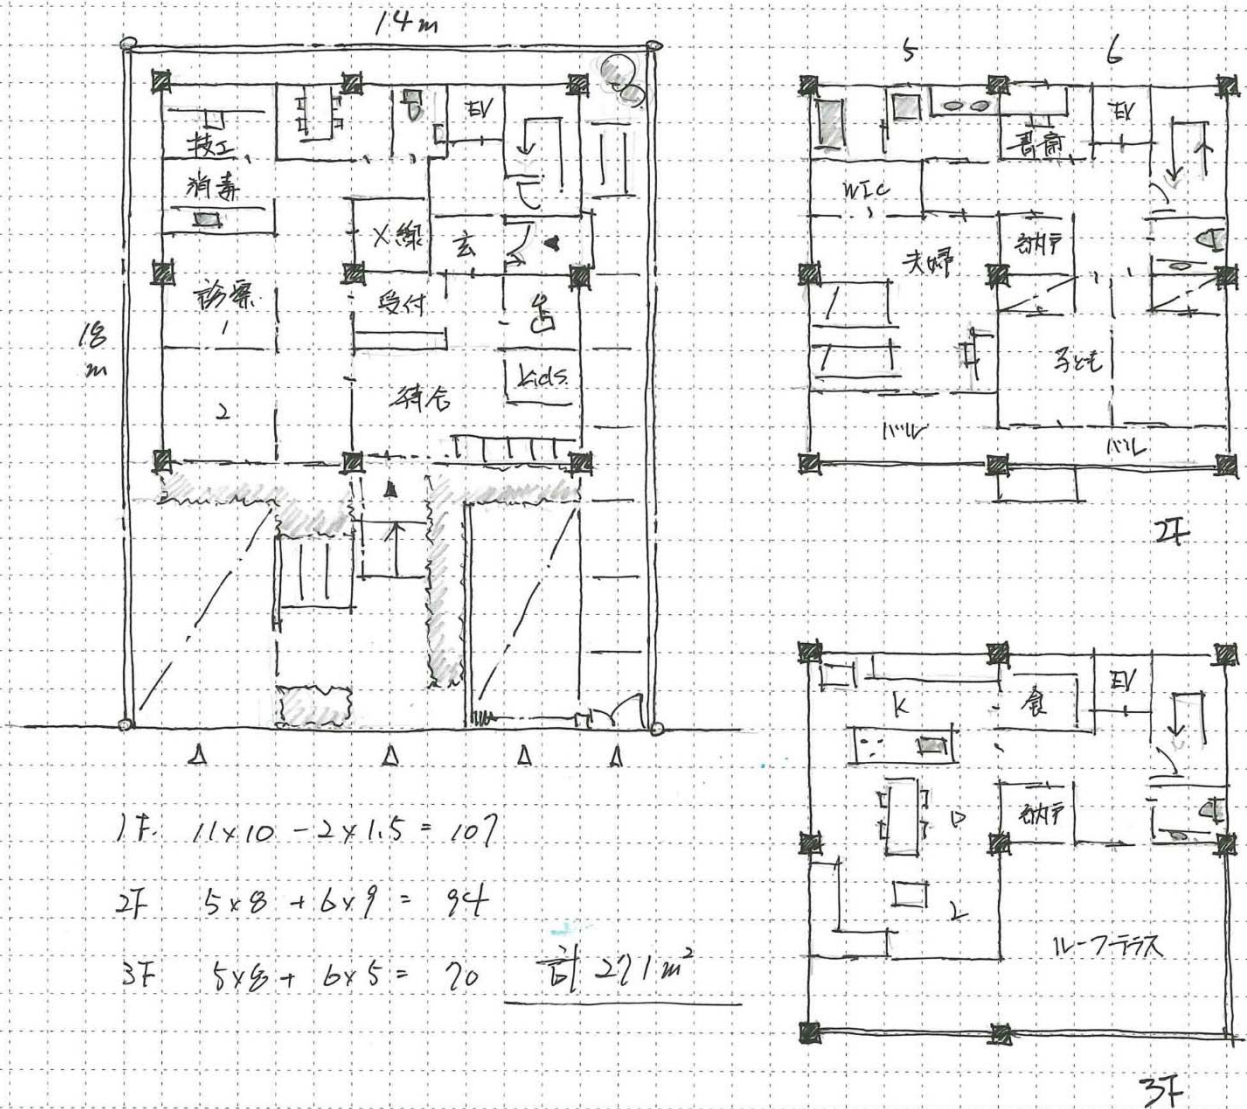 14m
18
m
EV
技工
消毒
X線
玄
診察
1
2
受付
Kids
待合
1F. 11×10 - 2×1.5 = 107
2F 5×8 + 6×9 = 94
3F 5×8 + 6×5 = 70
計 271m²
5
6
EV
書斎
WIC
夫婦
納戸
子ども
バル
バル
2F
K
食
EV
D
納戸
L
ルーフテラス
3F